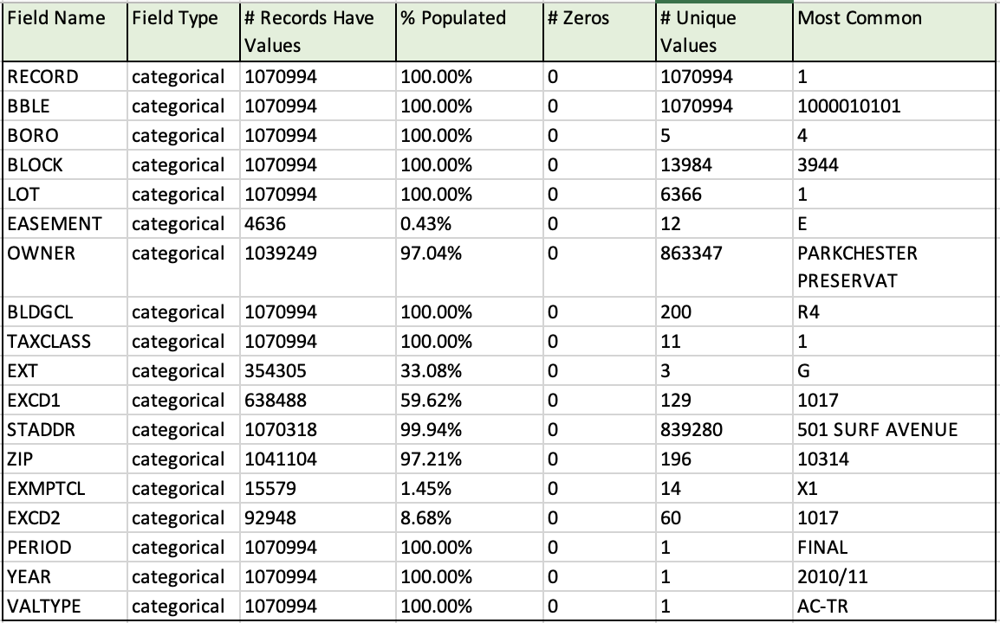 Field Name Field Type # Records Have Values % Populated # Zeros # Unique Values Most Common
RECORD categorical 1070994 100.00% 0 1070994 1
BBLE categorical 1070994 100.00% 0 1070994 1000010101
BORO categorical 1070994 100.00% 0 5 4
BLOCK categorical 1070994 100.00% 0 13984 3944
LOT categorical 1070994 100.00% 0 6366 1
EASEMENT categorical 4636 0.43% 0 12 E
OWNER categorical 1039249 97.04% 0 863347 PARKCHESTER PRESERVAT
BLDGCL categorical 1070994 100.00% 0 200 R4
TAXCLASS categorical 1070994 100.00% 0 11 1
EXT categorical 354305 33.08% 0 3 G
EXCD1 categorical 638488 59.62% 0 129 1017
STADDR categorical 1070318 99.94% 0 839280 501 SURF AVENUE
ZIP categorical 1041104 97.21% 0 196 10314
EXMPTCL categorical 15579 1.45% 0 14 X1
EXCD2 categorical 92948 8.68% 0 60 1017
PERIOD categorical 1070994 100.00% 0 1 FINAL
YEAR categorical 1070994 100.00% 0 1 2010/11
VALTYPE categorical 1070994 100.00% 0 1 AC-TR